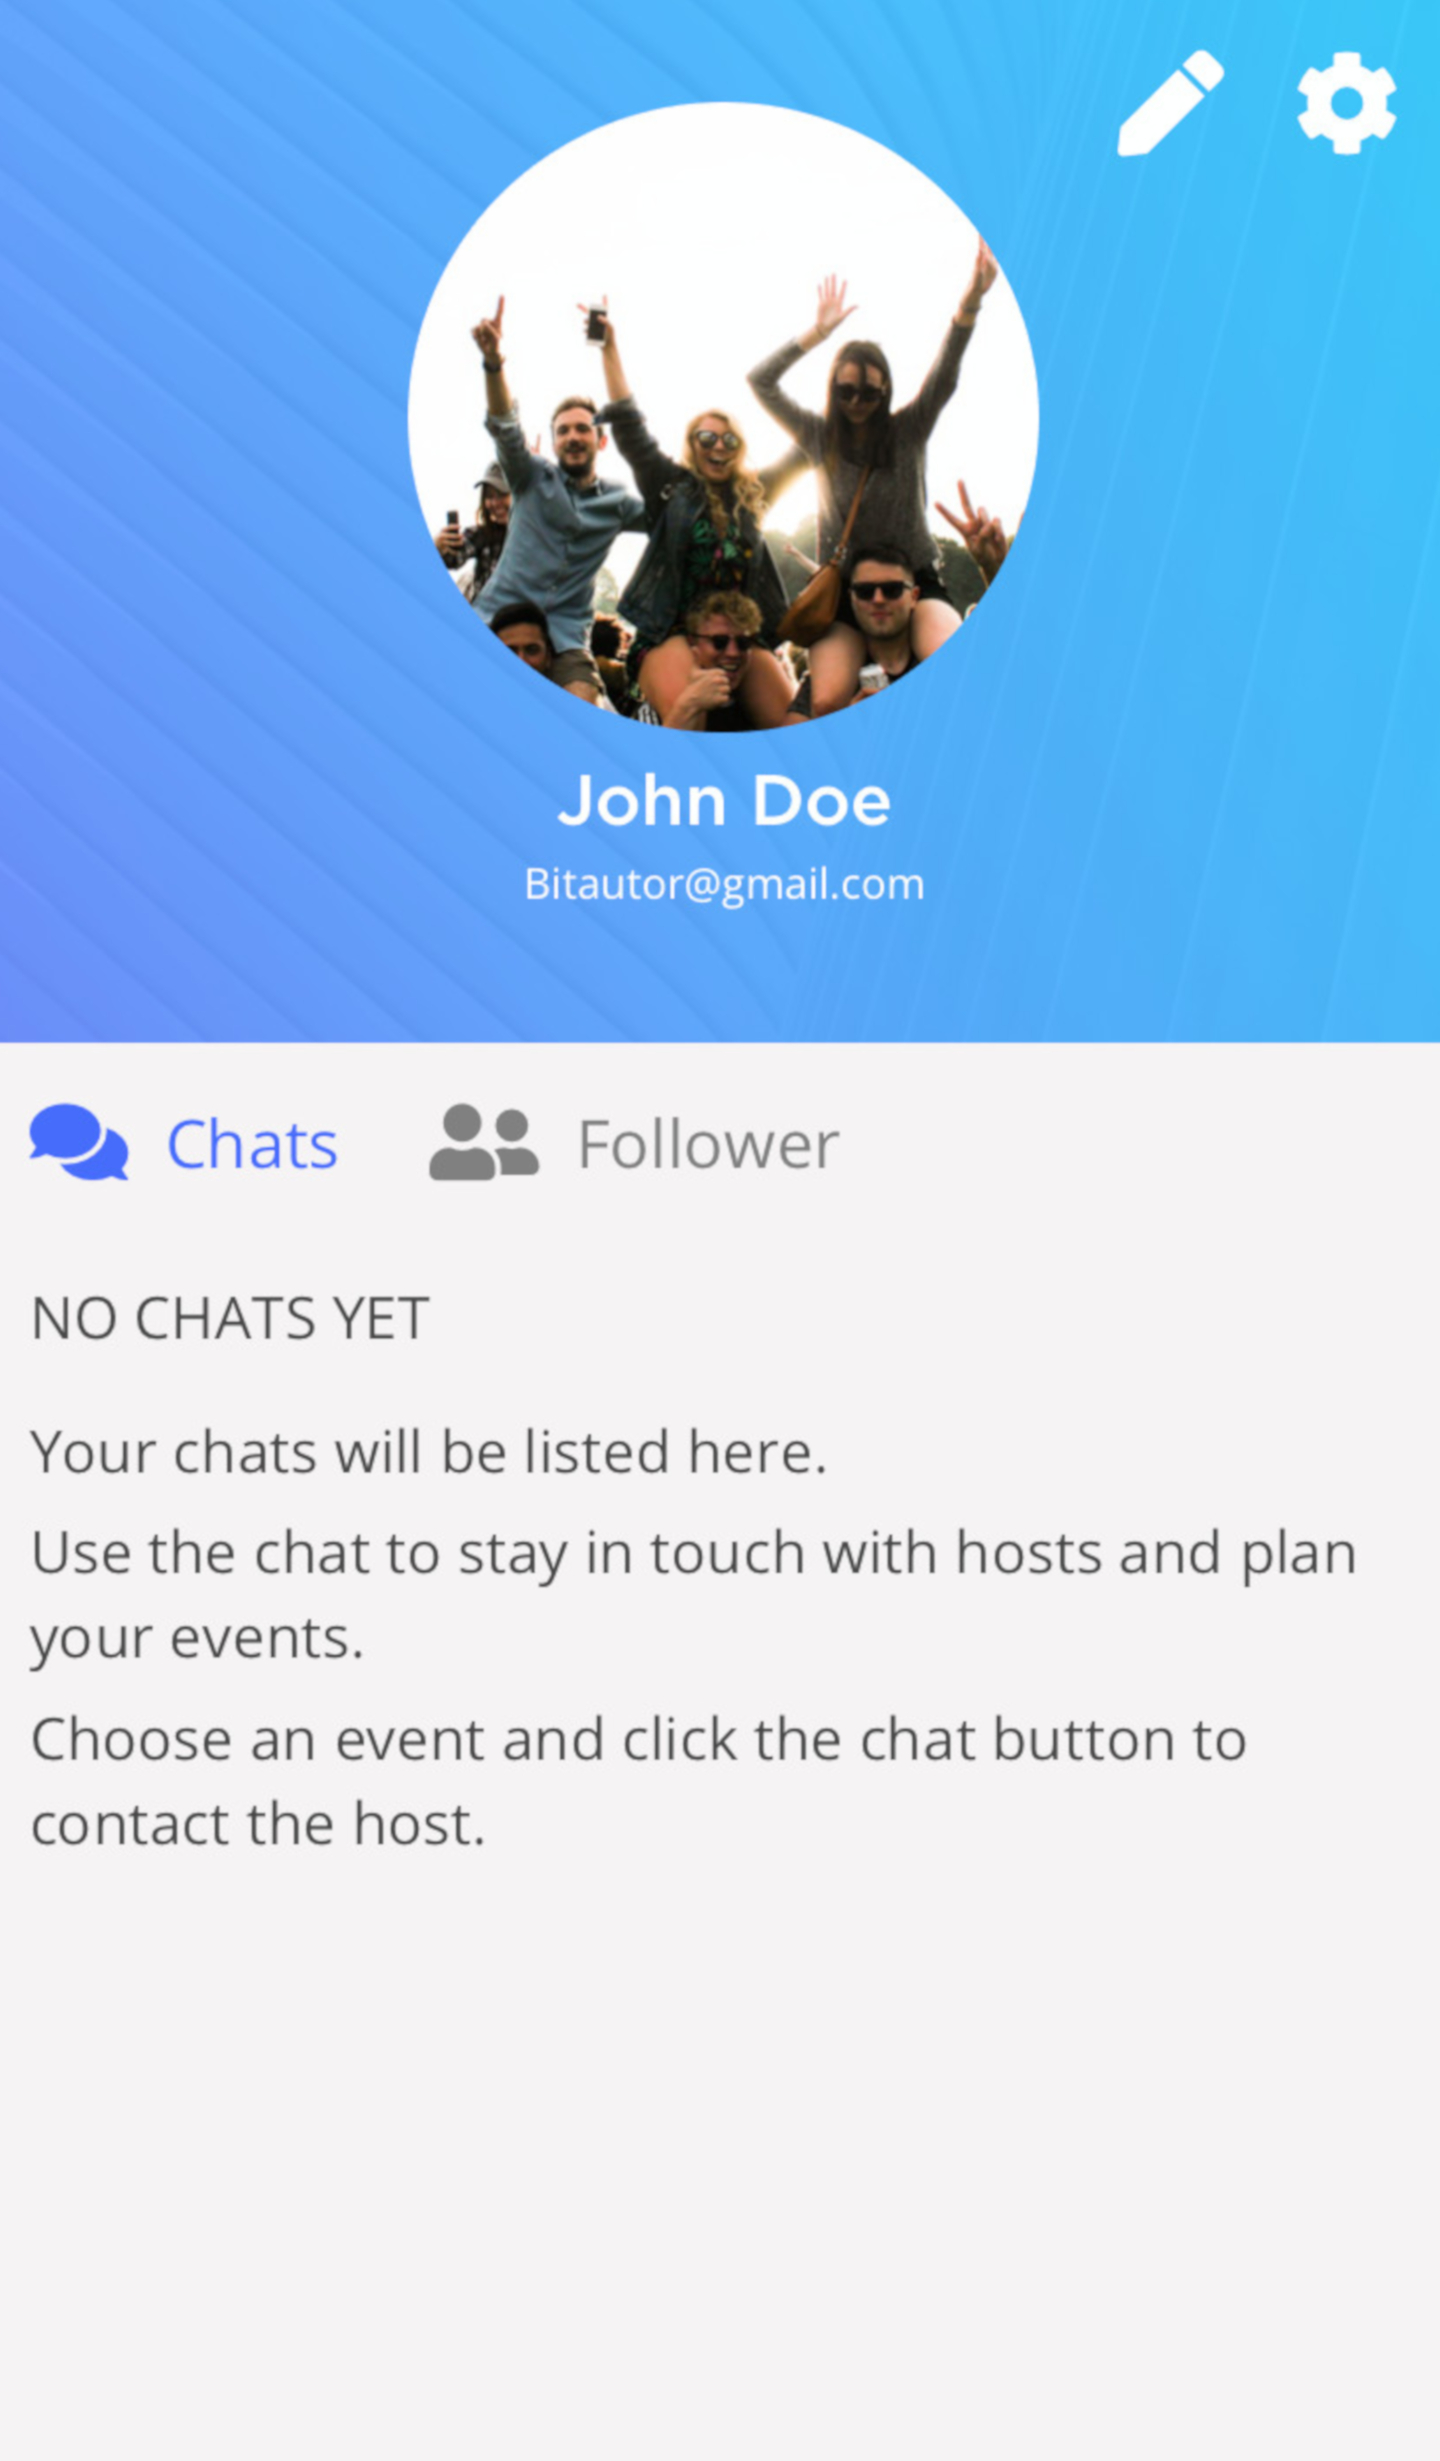 John Doe
Bitautor@gmail.com
Chats
Follower
NO CHATS YET
Your chats will be listed here.
Use the chat to stay in touch with hosts and plan
your events.
Choose an event and click the chat button to
contact the host.